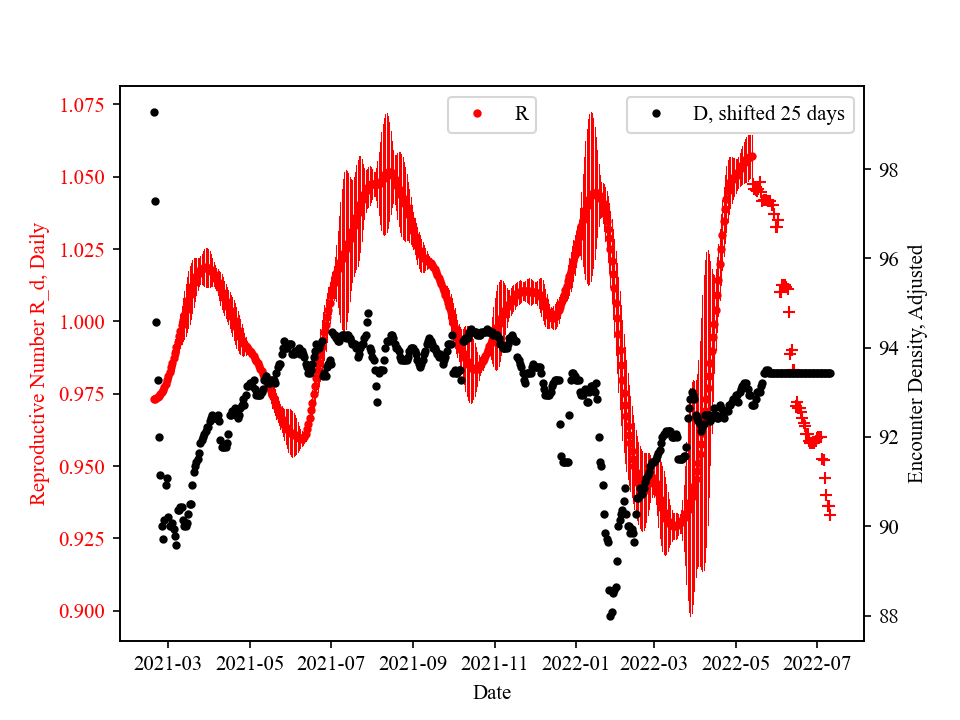 R
D, shifted 25 days
1.075
1.050
1.025
1.000
0.975
0.950
0.925
0.900
Reproductive Number R_d, Daily
98
96
94
92
90
88
Encounter Density, Adjusted
2021-03 2021-05 2021-07 2021-09 2021-11 2022-01 2022-03 2022-05 2022-07
Date